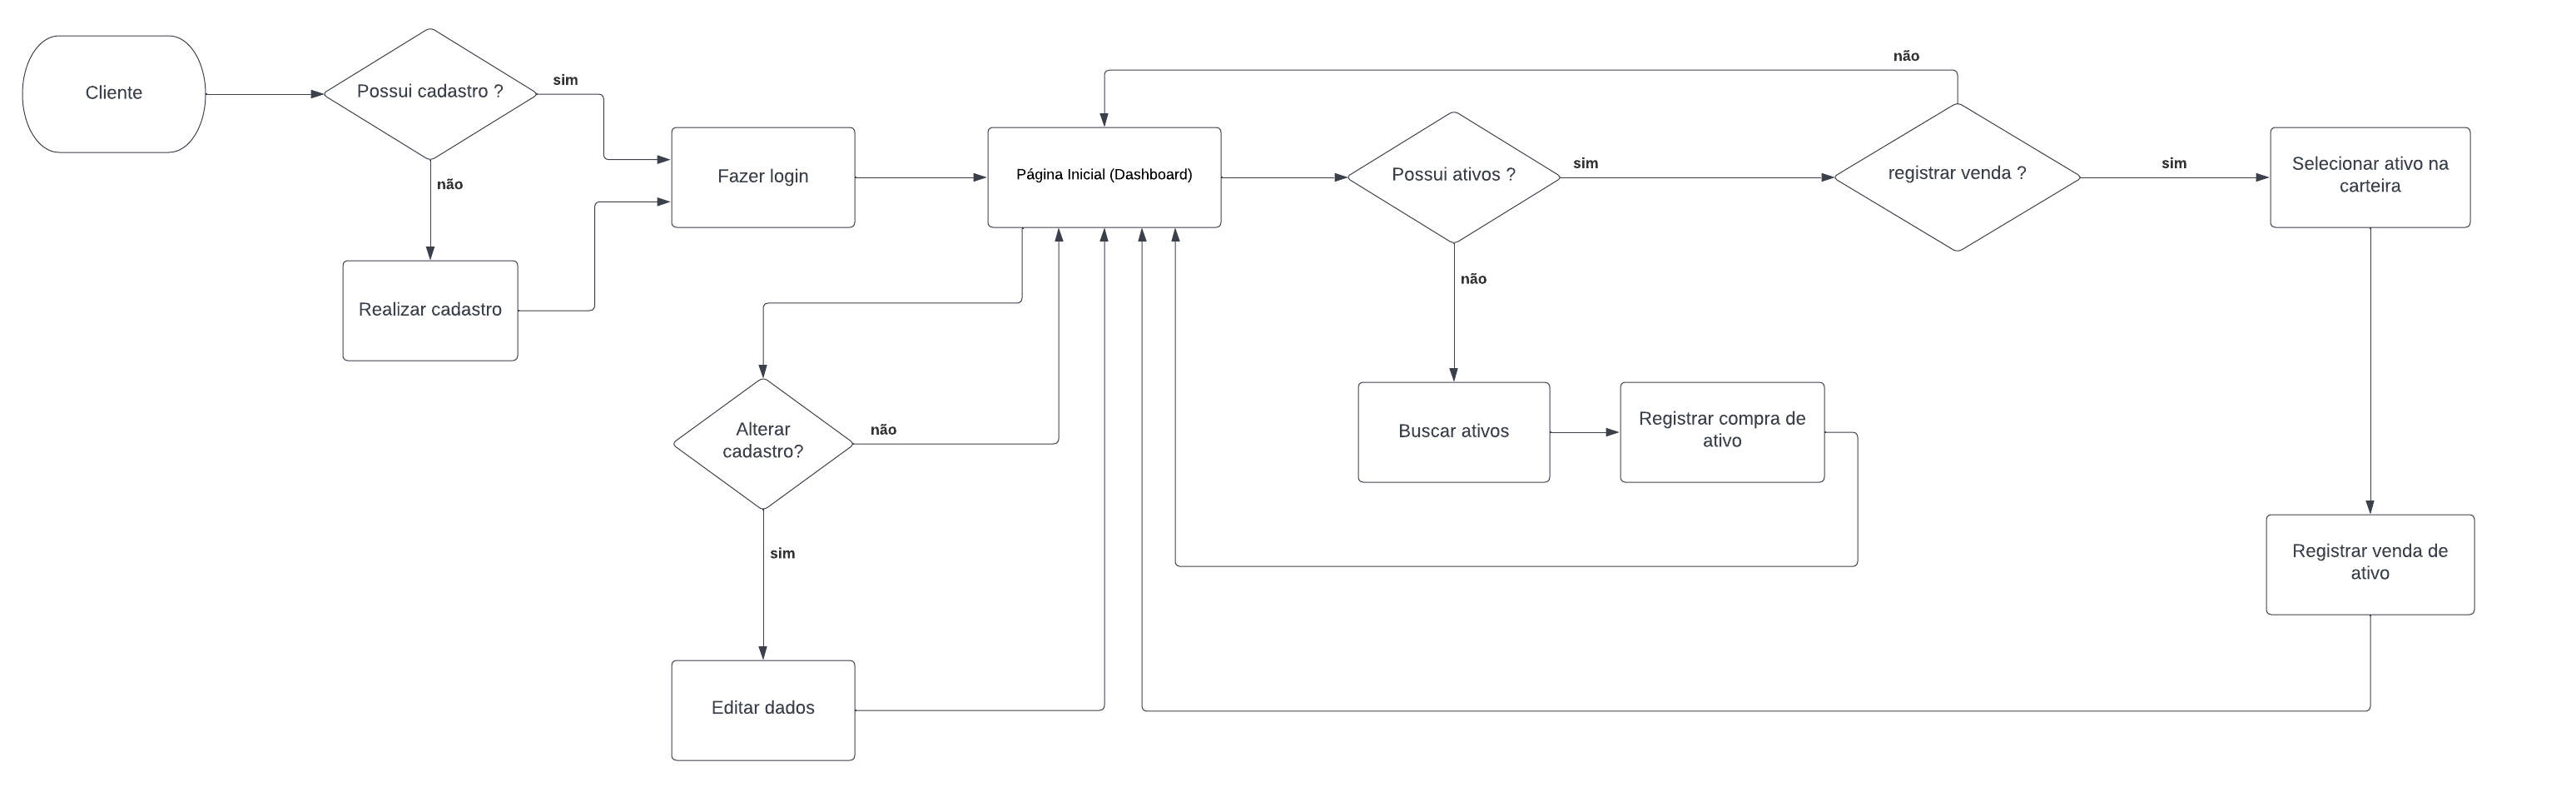 Cliente
Possui cadastro ?
sim
não
Realizar cadastro
Fazer login
Página Inicial (Dashboard)
Alterar
cadastro?
não
sim
Editar dados
Possui ativos ?
sim
não
Buscar ativos
Registrar compra de
ativo
registrar venda ?
não
sim
Selecionar ativo na
carteira
Registrar venda de
ativo